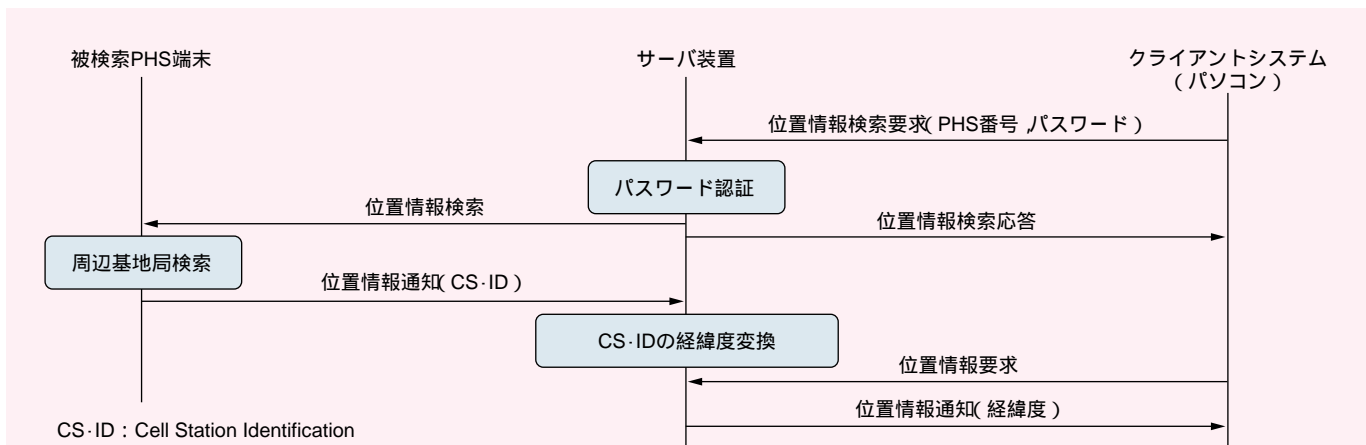 被検索PHS端末
サーバ装置
クライアントシステム
(パソコン)
位置情報検索要求(PHS番号,パスワード)
パスワード認証
位置情報検索
位置情報検索応答
周辺基地局検索
位置情報通知(CS·ID)
CS·IDの経緯度変換
位置情報要求
位置情報通知(経緯度)
CS·ID:Cell Station Identification